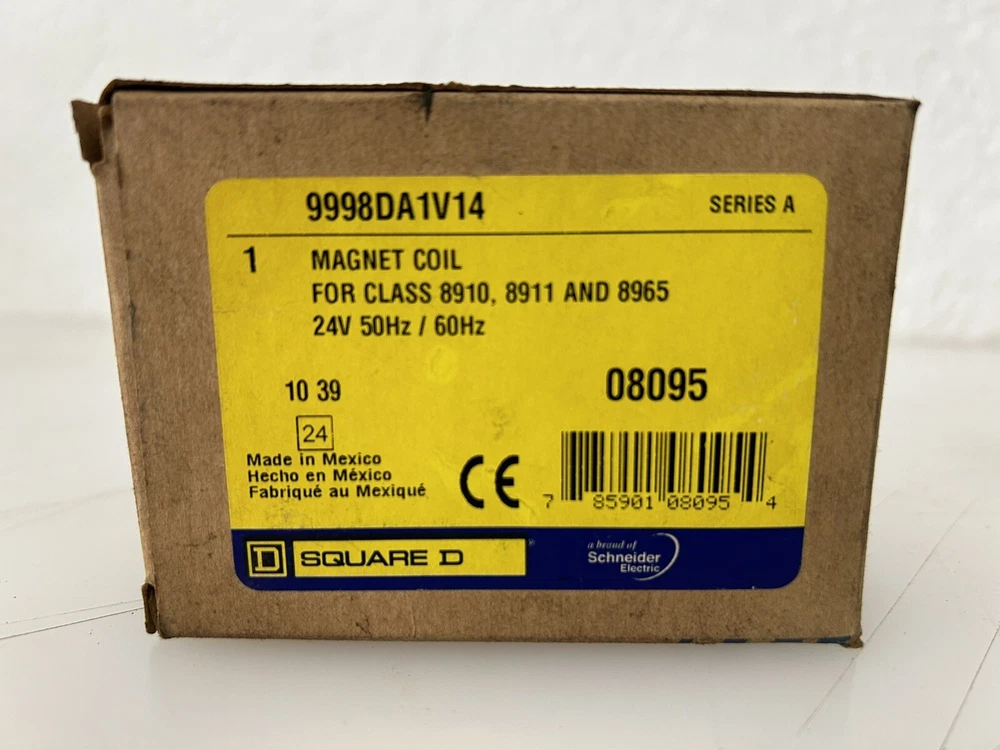 9998DA1V14 SERIES A
1 MAGNET COIL
FOR CLASS 8910, 8911 AND 8965
24V 50Hz / 60Hz
10 39 08095
24
Made in Mexico
Hecho en México
Fabriqué au Mexiqué
CE
7 85901 08095 4
D SQUARE D
a brand of
Schneider
Electric